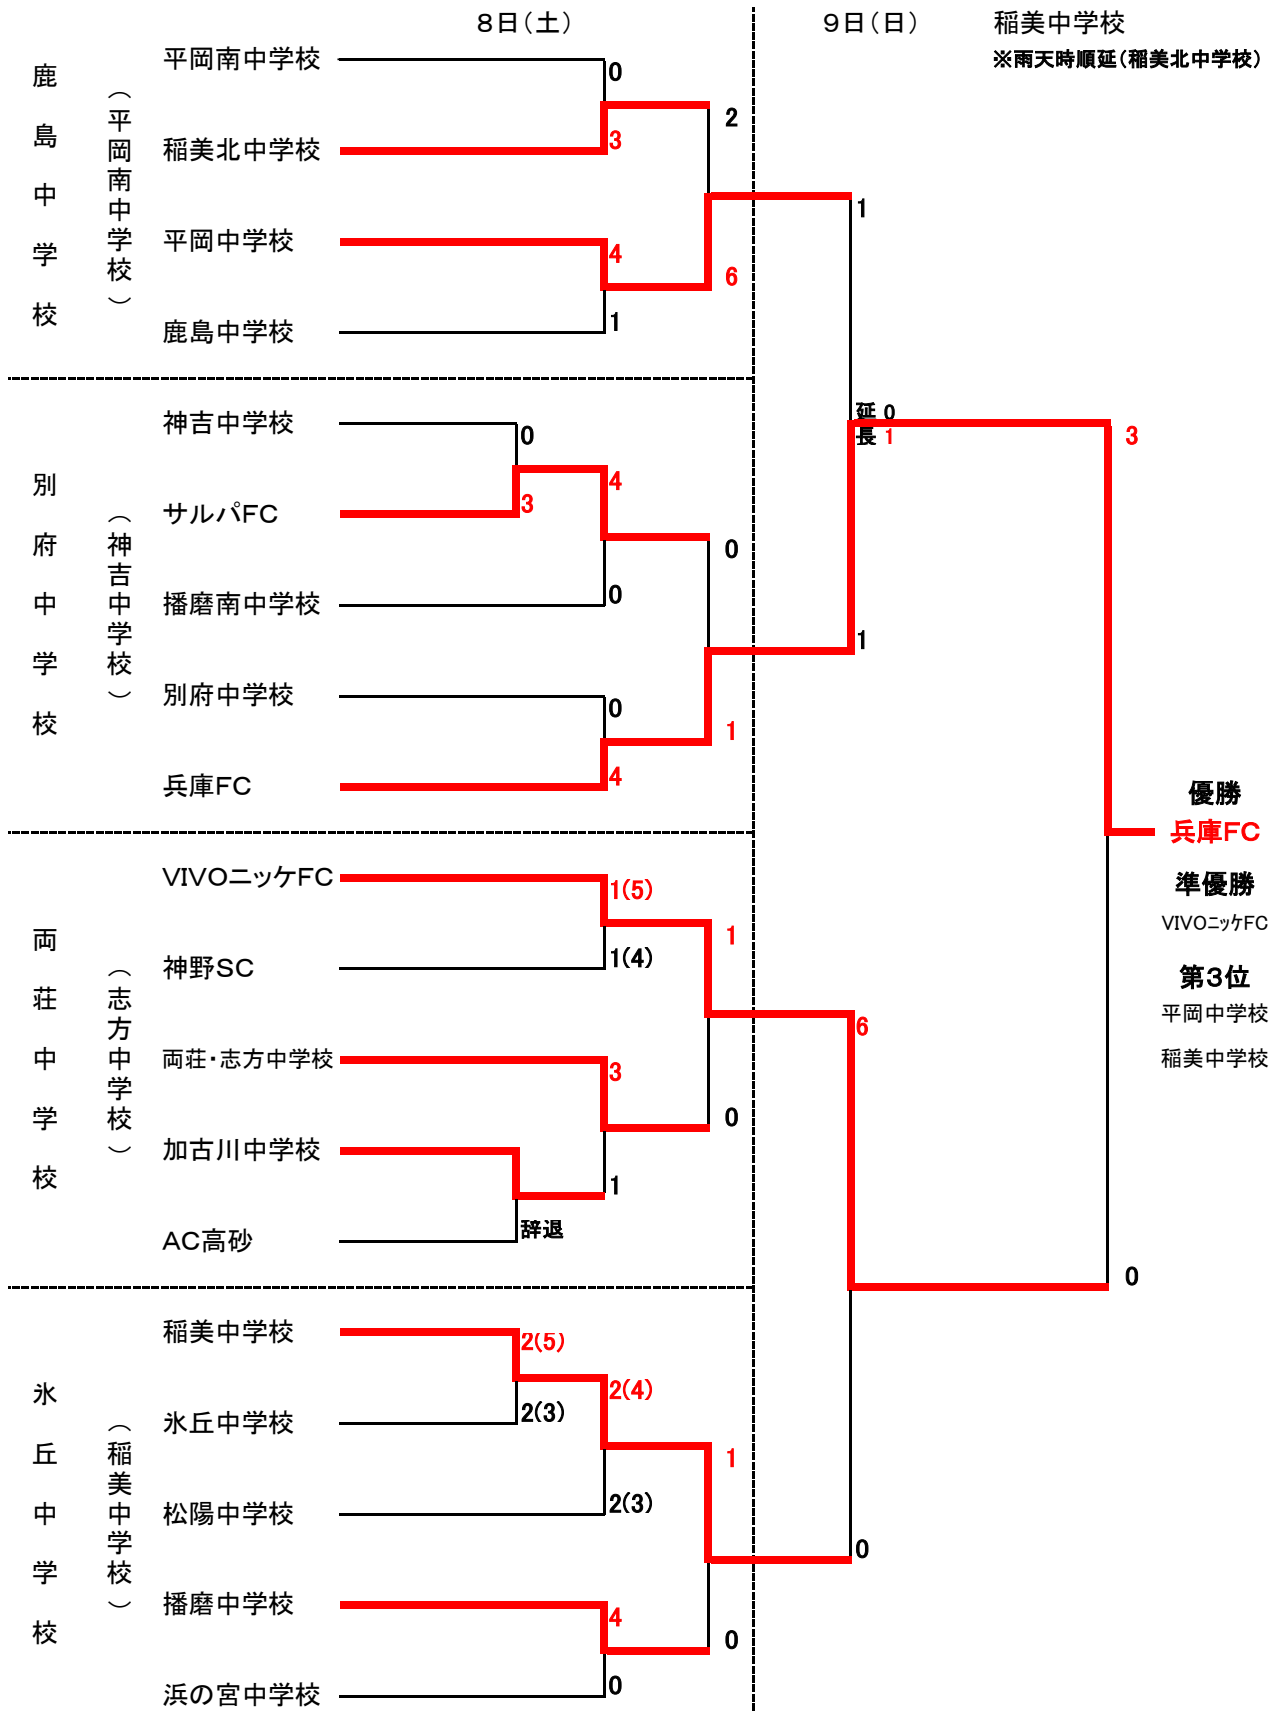 8日(土)
9日(日)
稲美中学校
※雨天時順延(稲美北中学校)
鹿島中学校
(平岡南中学校)
平岡南中学校
0
2
稲美北中学校
3
1
平岡中学校
4
6
鹿島中学校
1
別府中学校
(神吉中学校)
神吉中学校
0
延長 0
1
3
サルパFC
3
4
0
播磨南中学校
0
1
別府中学校
0
1
兵庫FC
4
優勝
兵庫FC
準優勝
VIVOニッケFC
第3位
平岡中学校
稲美中学校
両荘中学校
(志方中学校)
VIVOニッケFC
1(5)
1
神野SC
1(4)
6
両荘・志方中学校
3
0
加古川中学校
1
AC高砂
辞退
0
氷丘中学校
(稲美中学校)
稲美中学校
2(5)
2(4)
氷丘中学校
2(3)
1
松陽中学校
2(3)
0
播磨中学校
4
0
浜の宮中学校
0